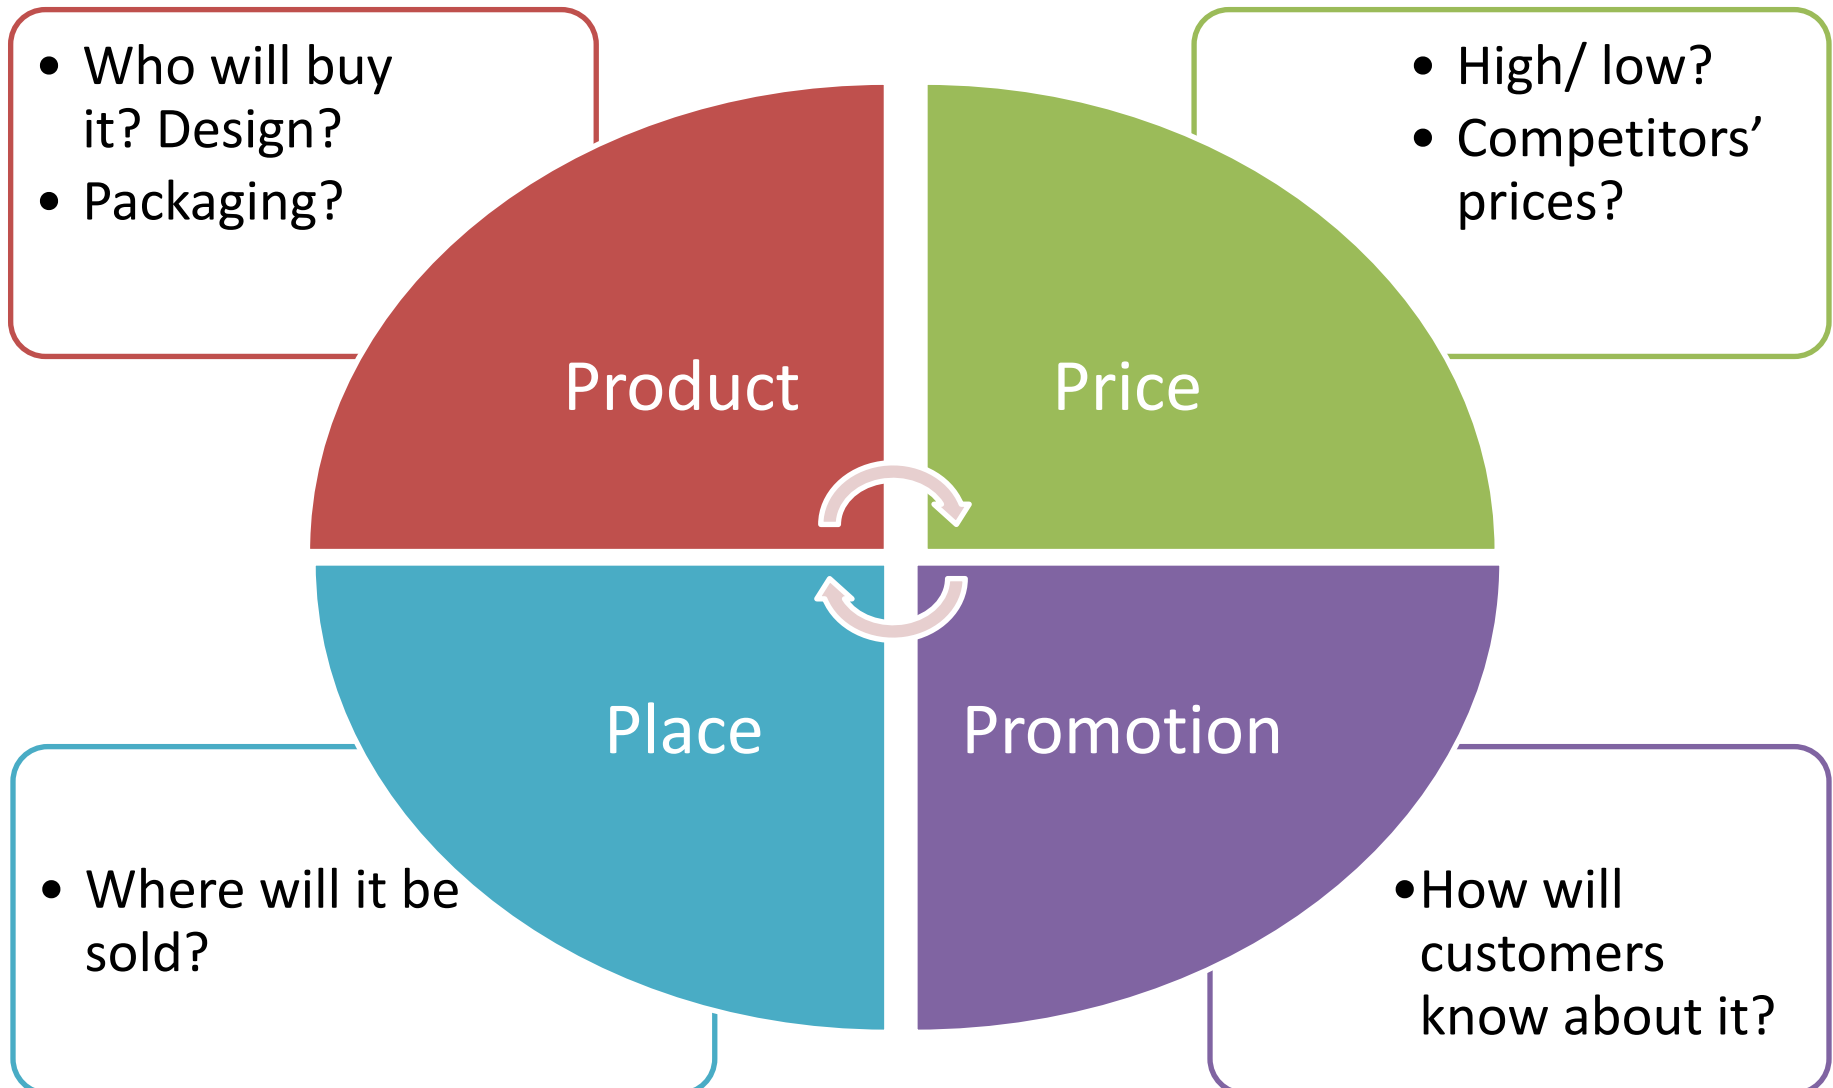 • Who will buy
it? Design?
• Packaging?
• High/ low?
• Competitors’
prices?
Product
Price
Place
Promotion
• Where will it be
sold?
•How will
customers
know about it?